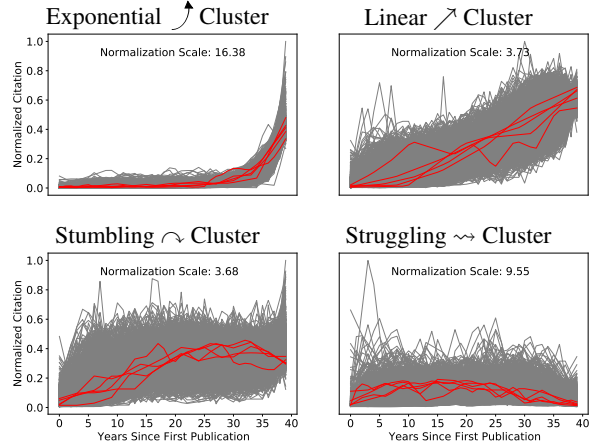 Exponential Cluster
Linear Cluster
Normalization Scale: 16.38
Normalization Scale: 3.73
Normalized Citation
1.0
0.8
0.6
0.4
0.2
0.0
Stumbling Cluster
Struggling Cluster
Normalization Scale: 3.68
Normalization Scale: 9.55
Normalized Citation
1.0
0.8
0.6
0.4
0.2
0.0
0 5 10 15 20 25 30 35 40
0 5 10 15 20 25 30 35 40
Years Since First Publication
Years Since First Publication